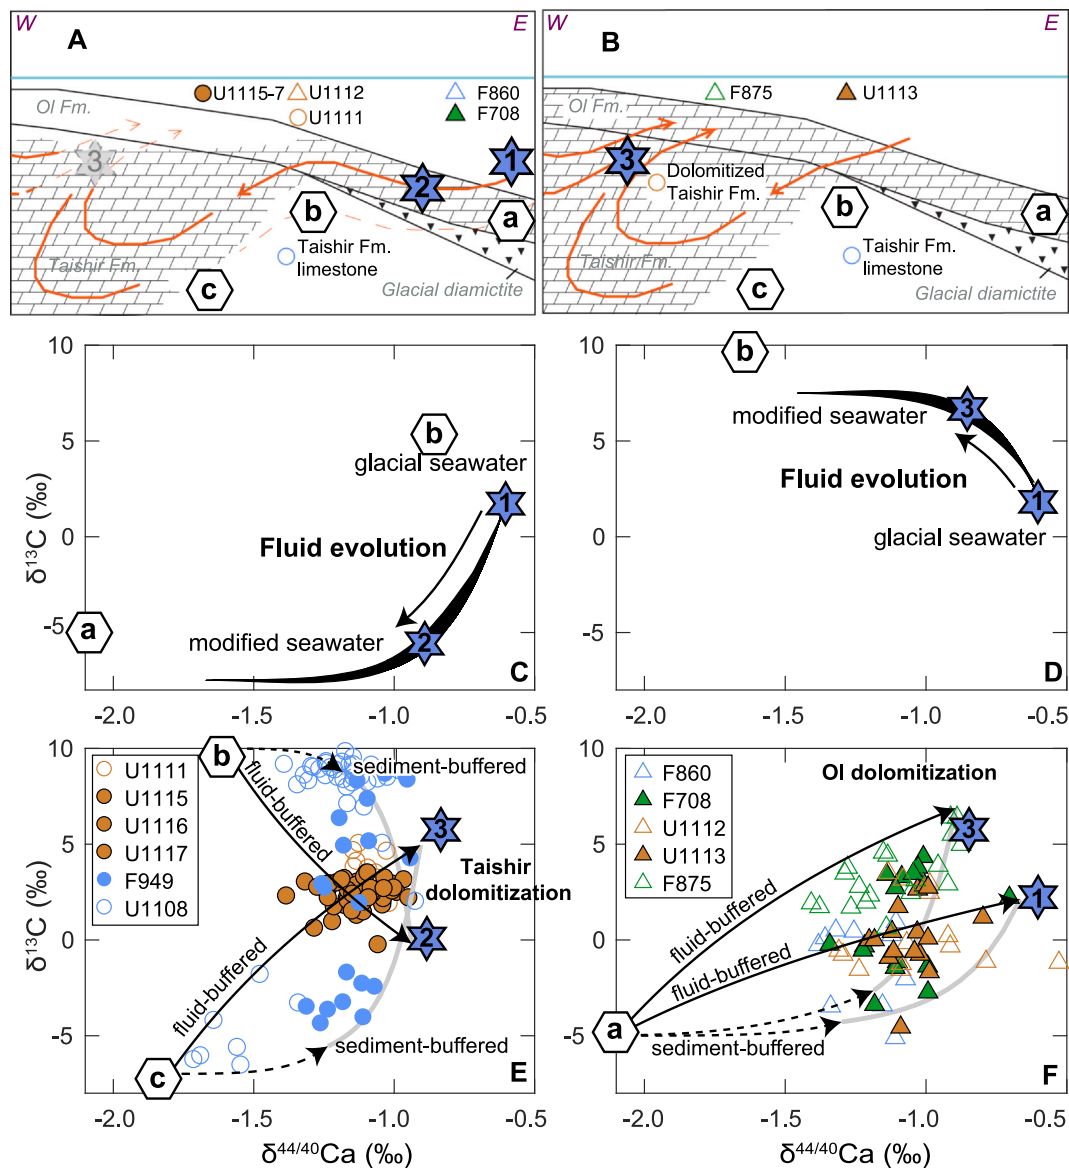 W
A
E
U1115-7
U1112
F860
Ol Fm.
U1111
F708
3
1
2
b
a
Taishir Fm.
limestone
Taishir Fm.
c
Glacial diamictite
W
B
E
F875
U1113
Ol Fm.
3
Dolomitized
Taishir Fm.
b
a
Taishir Fm.
limestone
Taishir Fm.
c
Glacial diamictite
10
5
0
-5
δ13C (‰)
b
glacial seawater
1
Fluid evolution
a
modified seawater
2
C
-2.0
-1.5
-1.0
-0.5
10
5
0
-5
b
modified seawater
3
Fluid evolution
1
glacial seawater
D
-2.0
-1.5
-1.0
-0.5
10
5
0
-5
δ13C (‰)
U1111
U1115
U1116
U1117
F949
U1108
b
sediment-buffered
fluid-buffered
3
Taishir
dolomitization
2
fluid-buffered
c
sediment-buffered
E
-2.0
-1.5
-1.0
-0.5
δ44/40Ca (‰)
10
5
0
-5
F860
F708
U1112
U1113
F875
Ol dolomitization
3
fluid-buffered
1
fluid-buffered
a
sediment-buffered
F
-2.0
-1.5
-1.0
-0.5
δ44/40Ca (‰)